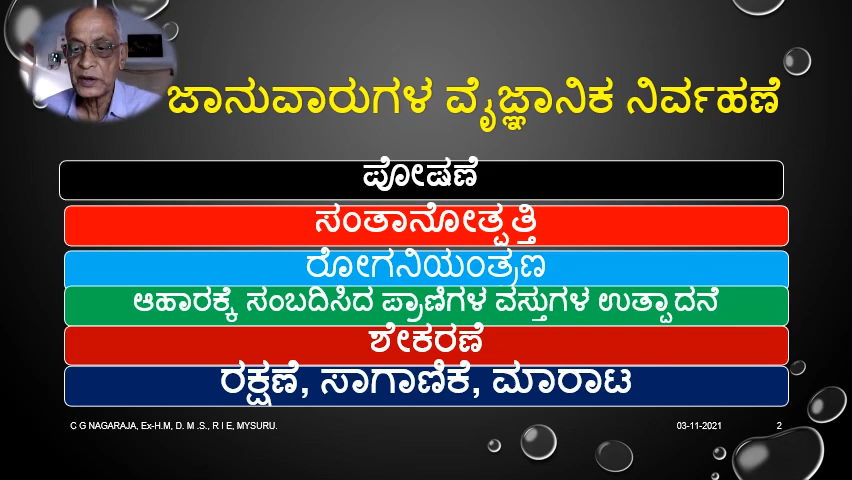 ಜಾನುವಾರುಗಳ ವೈಜ್ಞಾನಿಕ ನಿರ್ವಹಣೆ
ಪೋಷಣೆ
ಸಂತಾನೋತ್ಪತ್ತಿ
ರೋಗನಿಯಂತ್ರಣ
ಆಹಾರಕ್ಕೆ ಸಂಬದಿಸಿದ ಪ್ರಾಣಿಗಳ ವಸ್ತುಗಳ ಉತ್ಪಾದನೆ
ಶೇಕರಣೆ
ರಕ್ಷಣೆ, ಸಾಗಾಣಿಕೆ, ಮಾರಾಟ
C G NAGARAJA, Ex-H.M, D. M .S., R I E, MYSURU. 03-11-2021 2